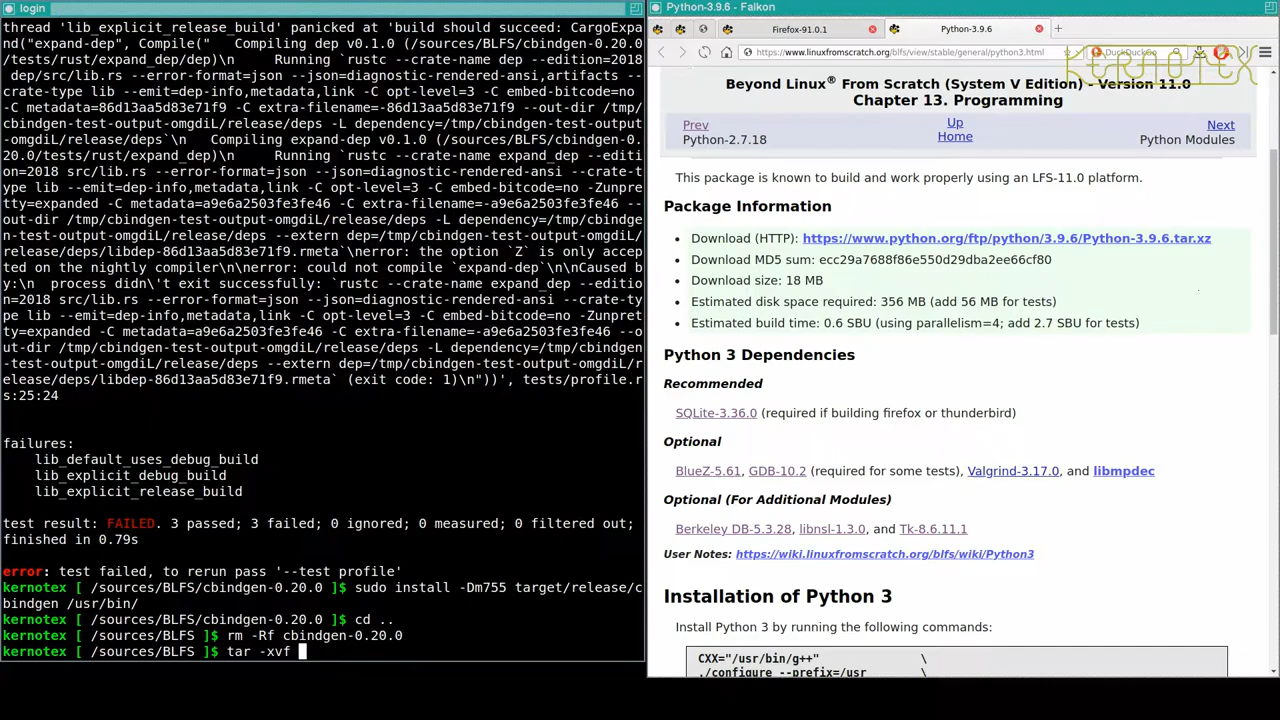 login
thread 'lib_explicit_release_build' panicked at 'build should succeed: CargoExpa
nd("expand-dep", Compile("   Compiling dep v0.1.0 (/sources/BLFS/cbindgen-0.20.0
/tests/rust/expand_dep/dep)\n     Running `rustc --crate-name dep --edition=2018
 dep/src/lib.rs --error-format=json --json=diagnostic-rendered-ansi,artifacts --
crate-type lib --emit=dep-info,metadata,link -C opt-level=3 -C embed-bitcode=no
-C metadata=86d13aa5d83e71f9 -C extra-filename=-86d13aa5d83e71f9 --out-dir /tmp/
cbindgen-test-output-omgdiL/release/deps -L dependency=/tmp/cbindgen-test-output
-omgdiL/release/deps`\n   Compiling expand-dep v0.1.0 (/sources/BLFS/cbindgen-0.
20.0/tests/rust/expand_dep)\n     Running `rustc --crate-name expand_dep --editi
on=2018 src/lib.rs --error-format=json --json=diagnostic-rendered-ansi --crate-t
ype lib --emit=dep-info,metadata,link -C opt-level=3 -C embed-bitcode=no -Zunpre
tty=expanded -C metadata=a9e6a2a3fe3fe46 -C extra-filename=-a9e6a2a3fe3fe46 --
out-dir /tmp/cbindgen-test-output-omgdiL/release/deps -L dependency=/tmp/cbindge
n-test-output-omgdiL/release/deps --extern dep=/tmp/cbindgen-test-output-omgdiL/
release/deps/libdep-86d13aa5d83e71f9.rmeta`\nerror: the option `Z` is only accep
ted on the nightly compiler\n\nerror: could not compile `expand-dep`\n\nCaused b
y:\n  process didn\'t exit successfully: `rustc --crate-name expand_dep --editio
n=2018 src/lib.rs --error-format=json --json=diagnostic-rendered-ansi --crate-ty
pe lib --emit=dep-info,metadata,link -C opt-level=3 -C embed-bitcode=no -Zunpret
ty=expanded -C metadata=a9e6a2a3fe3fe46 -C extra-filename=-a9e6a2a3fe3fe46 --o
ut-dir /tmp/cbindgen-test-output-omgdiL/release/deps -L dependency=/tmp/cbindgen
-test-output-omgdiL/release/deps --extern dep=/tmp/cbindgen-test-output-omgdiL/r
elease/deps/libdep-86d13aa5d83e71f9.rmeta` (exit code: 1)\n"))', tests/profile.r
s:25:24
failures:
    lib_default_uses_debug_build
    lib_explicit_debug_build
    lib_explicit_release_build
test result: FAILED. 3 passed; 3 failed; 0 ignored; 0 measured; 0 filtered out;
finished in 0.79s
error: test failed, to rerun pass '--test profile'
kernotex [ /sources/BLFS/cbindgen-0.20.0 ]$ sudo install -Dm755 target/release/c
bindgen /usr/bin/
kernotex [ /sources/BLFS/cbindgen-0.20.0 ]$ cd ..
kernotex [ /sources/BLFS ]$ rm -Rf cbindgen-0.20.0
kernotex [ /sources/BLFS ]$ tar -xvf
Python-3.9.6 - Falkon
Firefox-91.0.1 Python-3.9.6
https://www.linuxfromscratch.org/blfs/view/stable/general/python3.html DuckDuckGo
KERNOTEX
Beyond Linux® From Scratch (System V Edition) - Version 11.0
Chapter 13. Programming
Prev Up Next
Python-2.7.18 Home Python Modules
This package is known to build and work properly using an LFS-11.0 platform.
Package Information
• Download (HTTP): https://www.python.org/ftp/python/3.9.6/Python-3.9.6.tar.xz
• Download MD5 sum: ecc29a7688f86e550d29dba2ee66cf80
• Download size: 18 MB
• Estimated disk space required: 356 MB (add 56 MB for tests)
• Estimated build time: 0.6 SBU (using parallelism=4; add 2.7 SBU for tests)
Python 3 Dependencies
Recommended
SQLite-3.36.0 (required if building firefox or thunderbird)
Optional
BlueZ-5.61, GDB-10.2 (required for some tests), Valgrind-3.17.0, and libmpdec
Optional (For Additional Modules)
Berkeley DB-5.3.28, libnsl-1.3.0, and Tk-8.6.11.1
User Notes: https://wiki.linuxfromscratch.org/blfs/wiki/Python3
Installation of Python 3
Install Python 3 by running the following commands:
CXX="/usr/bin/g++" \
./configure --prefix=/usr \